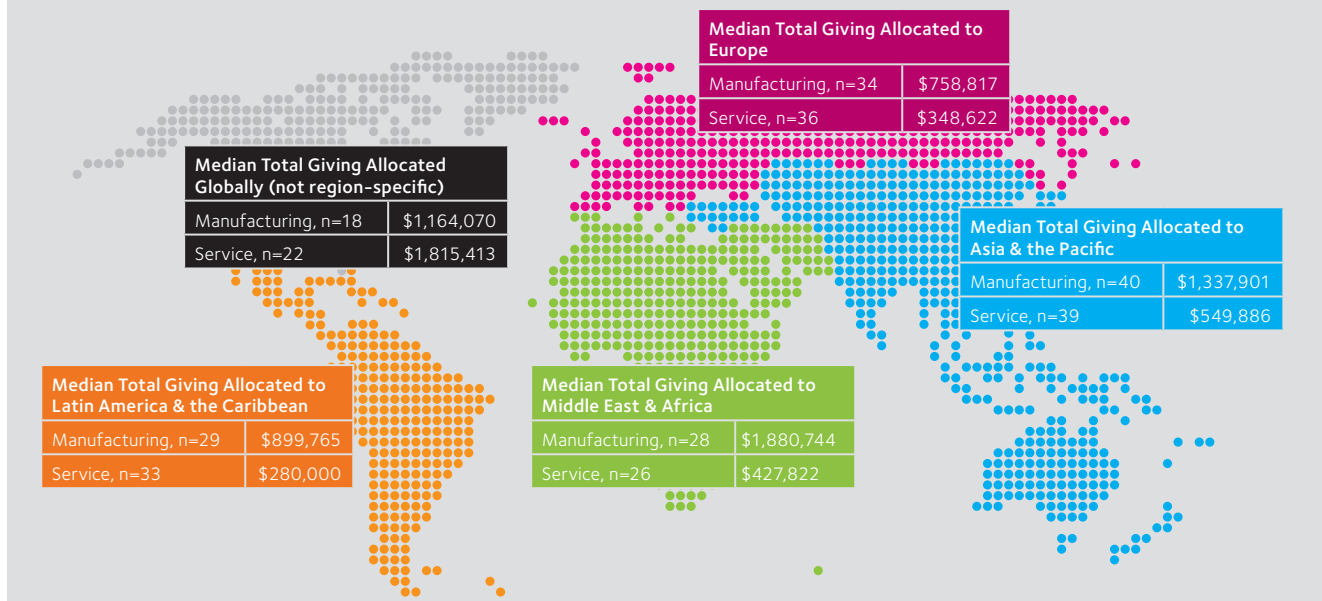 Median Total Giving Allocated to
Europe
Manufacturing, n=34 $758,817
Service, n=36 $348,622
Median Total Giving Allocated
Globally (not region-specific)
Manufacturing, n=18 $1,164,070
Service, n=22 $1,815,413
Median Total Giving Allocated to
Asia & the Pacific
Manufacturing, n=40 $1,337,901
Service, n=39 $549,886
Median Total Giving Allocated to
Latin America & the Caribbean
Manufacturing, n=29 $899,765
Service, n=33 $280,000
Median Total Giving Allocated to
Middle East & Africa
Manufacturing, n=28 $1,880,744
Service, n=26 $427,822